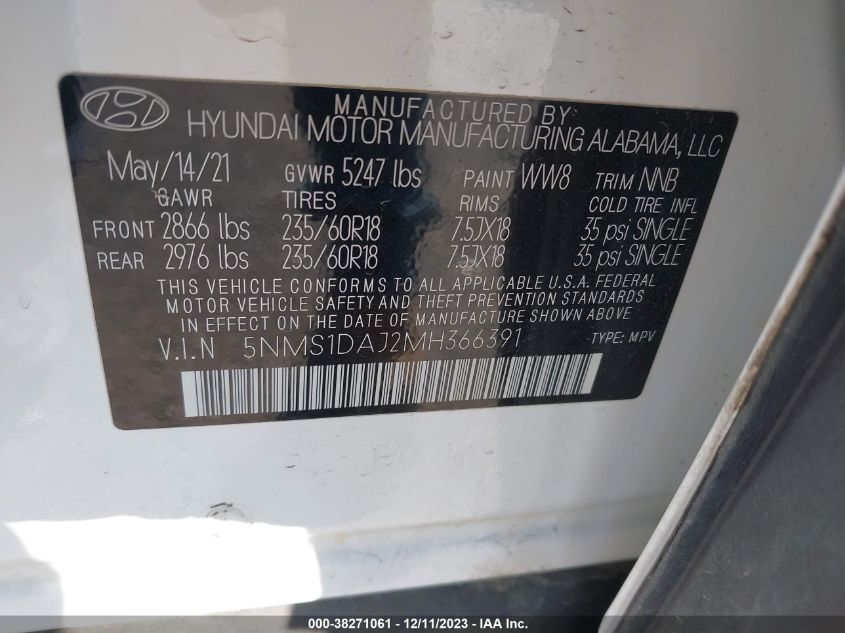 MANUFACTURED BY:
HYUNDAI MOTOR MANUFACTURING ALABAMA, LLC
May/14/21 GVWR 5247 lbs PAINT WW8 TRIM NNB
GAWR TIRES RIMS COLD TIRE INFL
FRONT 2866 lbs 235/60R18 7.5JX18 35 psi SINGLE
REAR 2976 lbs 235/60R18 7.5JX18 35 psi SINGLE
THIS VEHICLE CONFORMS TO ALL APPLICABLE U.S.A. FEDERAL
MOTOR VEHICLE SAFETY AND THEFT PREVENTION STANDARDS
IN EFFECT ON THE DATE OF MANUFACTURE SHOWN ABOVE
V.I.N 5NMS1DAJ2MH366391 -TYPE: MPV
000-38271061 - 12/11/2023 - IAA Inc.